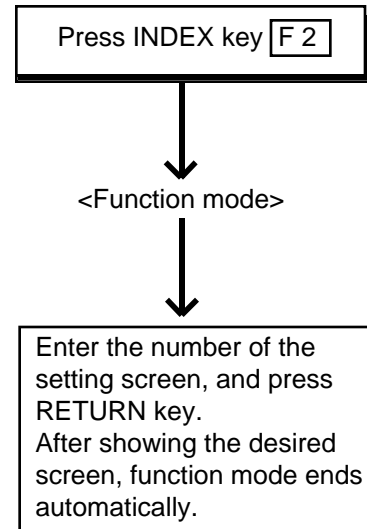 Press INDEX key F 2
<Function mode>
Enter the number of the
setting screen, and press
RETURN key.
After showing the desired
screen, function mode ends
automatically.